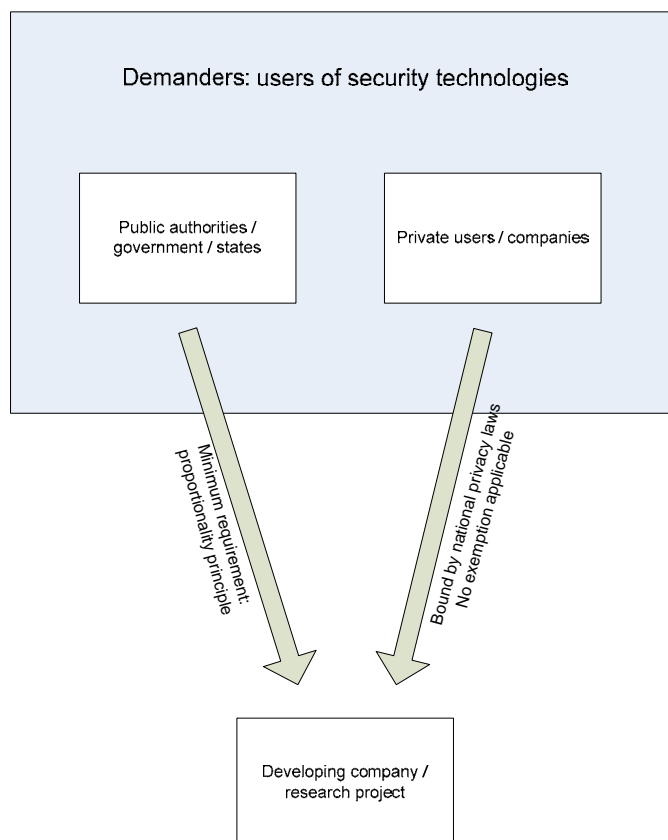 Demanders: users of security technologies
Public authorities /
government / states
Private users / companies
Minimum requirement:
proportionality principle
Bound by national privacy laws
No exemption applicable
Developing company /
research project